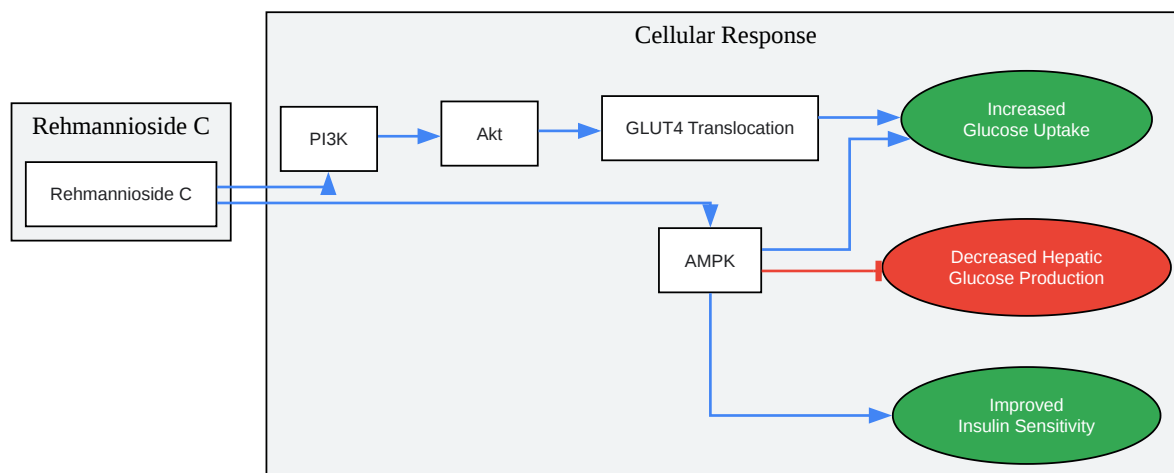 Cellular Response
Rehmannioside C
Rehmannioside C
PI3K
Akt
GLUT4 Translocation
Increased
Glucose Uptake
AMPK
Decreased Hepatic
Glucose Production
Improved
Insulin Sensitivity